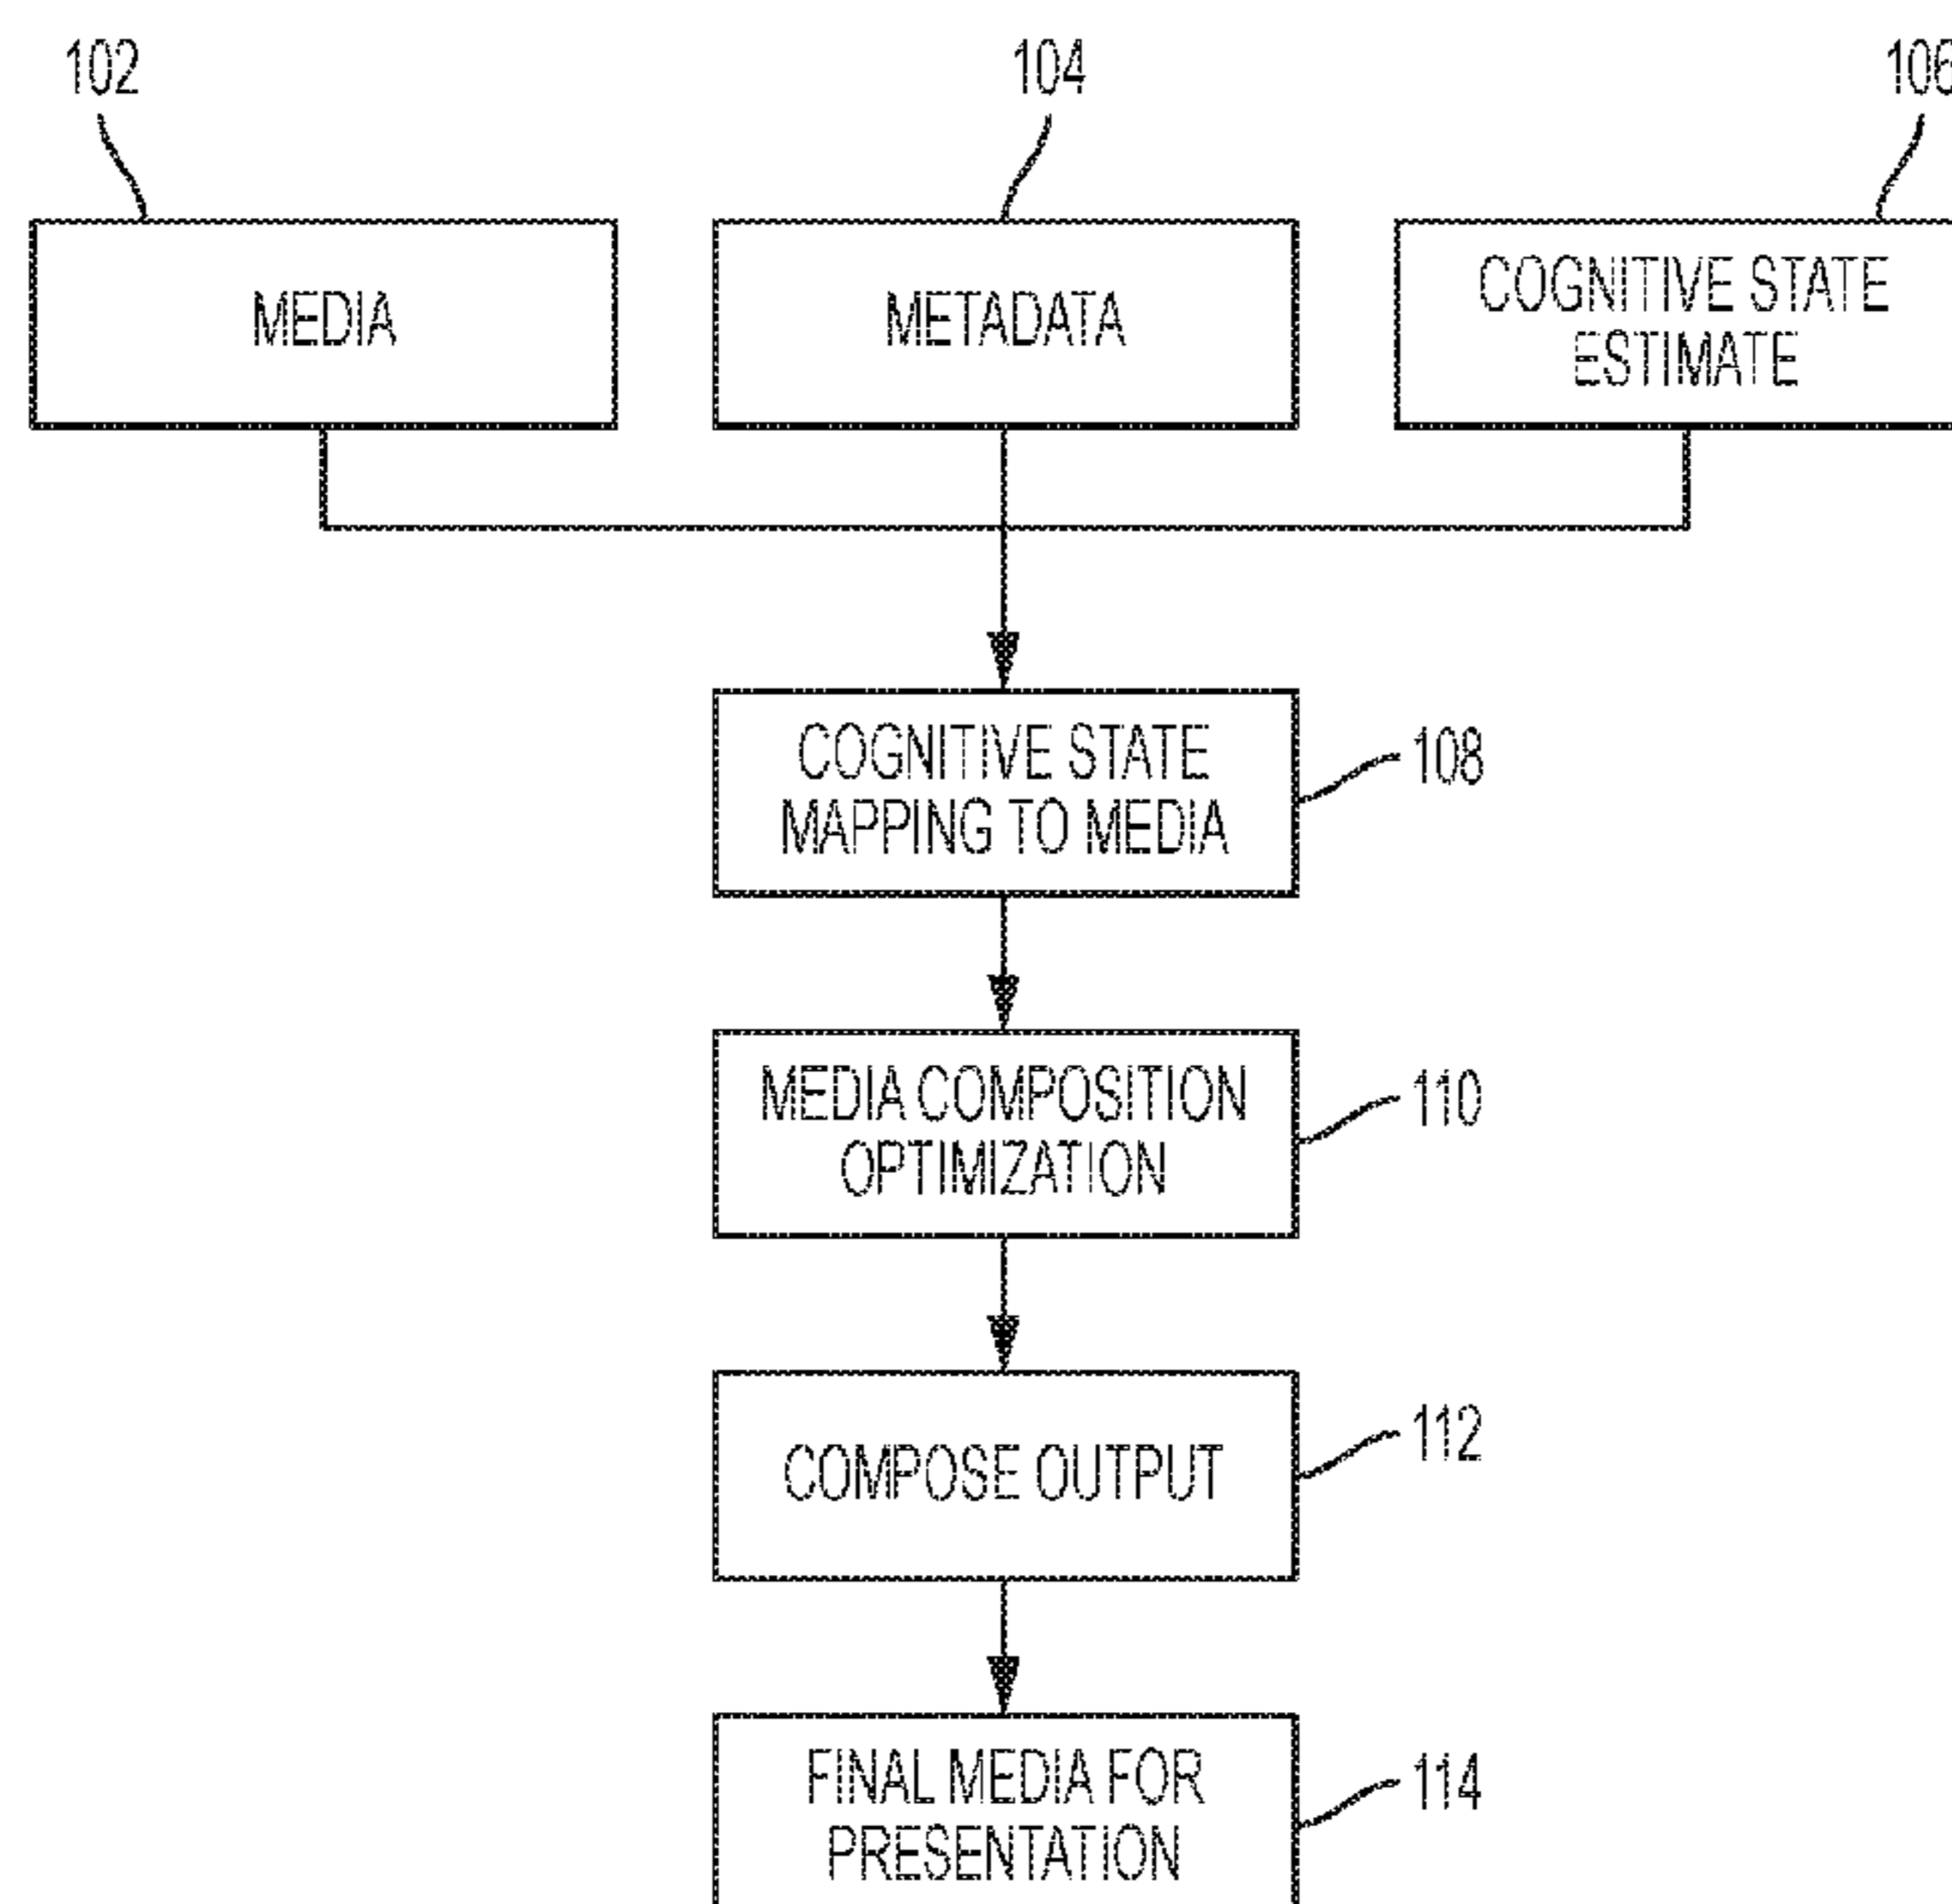 102
104
106
MEDIA
METADATA
COGNITIVE STATE
ESTIMATE
COGNITIVE STATE
MAPPING TO MEDIA
108
MEDIA COMPOSITION
OPTIMIZATION
110
COMPOSE OUTPUT
112
FINAL MEDIA FOR
PRESENTATION
114